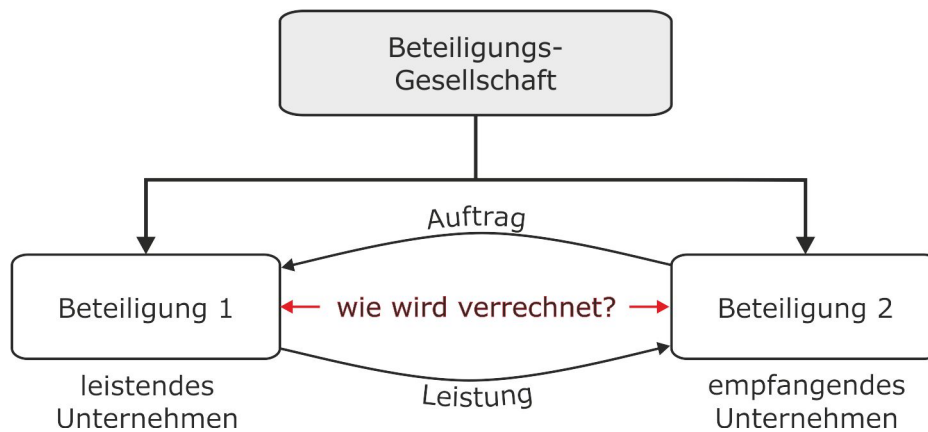 Beteiligungs-
Gesellschaft
Auftrag
Beteiligung 1
wie wird verrechnet?
Beteiligung 2
Leistung
leistendes
Unternehmen
empfangendes
Unternehmen